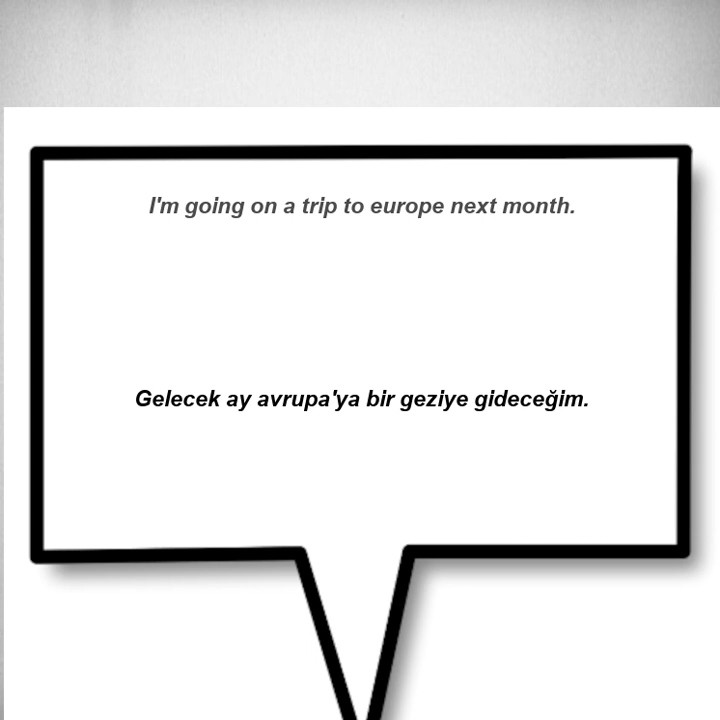 I'm going on a trip to europe next month.
Gelecek ay avrupa'ya bir geziye gideceğim.